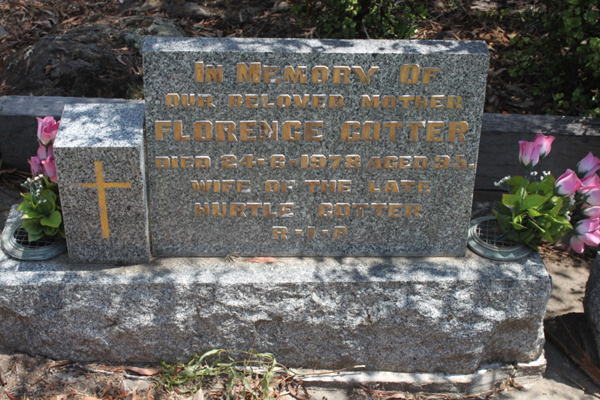 IN MEMORY OF
OUR BELOVED MOTHER
FLORENCE COTTER
DIED 24-6-1978 AGED 93.
WIFE OF THE LATE
HURTLE COTTER
R-I-P